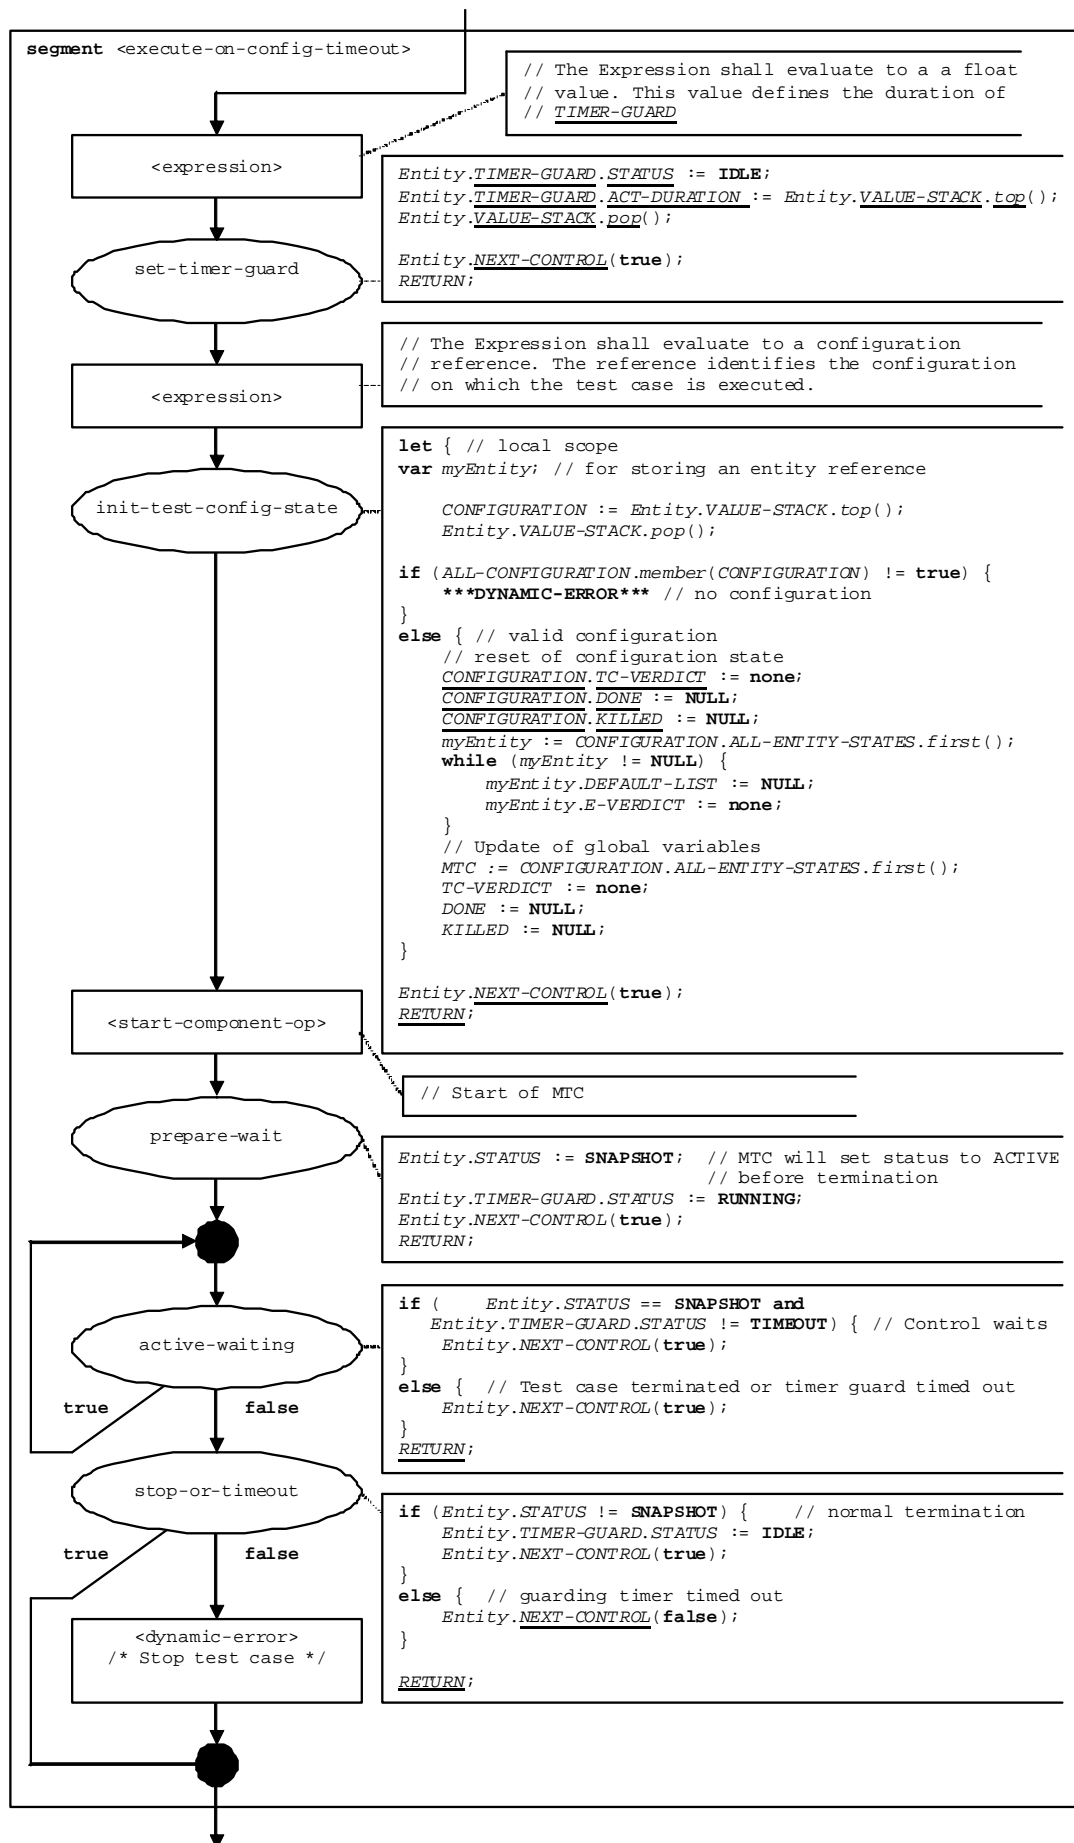 segment <execute-on-config-timeout>
// The Expression shall evaluate to a a float
// value. This value defines the duration of
// TIMER-GUARD
<expression>
Entity.TIMER-GUARD.STATUS := IDLE;
Entity.TIMER-GUARD.ACT-DURATION := Entity.VALUE-STACK.top();
Entity.VALUE-STACK.pop();
Entity.NEXT-CONTROL(true);
RETURN;
set-timer-guard
// The Expression shall evaluate to a configuration
// reference. The reference identifies the configuration
// on which the test case is executed.
<expression>
let { // local scope
var myEntity; // for storing an entity reference
CONFIGURATION := Entity.VALUE-STACK.top();
Entity.VALUE-STACK.pop();
if (ALL-CONFIGURATION.member(CONFIGURATION) != true) {
***DYNAMIC-ERROR*** // no configuration
}
else { // valid configuration
// reset of configuration state
CONFIGURATION.TC-VERDICT := none;
CONFIGURATION.DONE := NULL;
CONFIGURATION.KILLED := NULL;
myEntity := CONFIGURATION.ALL-ENTITY-STATES.first();
while (myEntity != NULL) {
myEntity.DEFAULT-LIST := NULL;
myEntity.E-VERDICT := none;
}
// Update of global variables
MTC := CONFIGURATION.ALL-ENTITY-STATES.first();
TC-VERDICT := none;
DONE := NULL;
KILLED := NULL;
}
Entity.NEXT-CONTROL(true);
RETURN;
init-test-config-state
<start-component-op>
// Start of MTC
prepare-wait
Entity.STATUS := SNAPSHOT; // MTC will set status to ACTIVE
// before termination
Entity.TIMER-GUARD.STATUS := RUNNING;
Entity.NEXT-CONTROL(true);
RETURN;
if ( Entity.STATUS == SNAPSHOT and
Entity.TIMER-GUARD.STATUS != TIMEOUT) { // Control waits
Entity.NEXT-CONTROL(true);
}
else { // Test case terminated or timer guard timed out
Entity.NEXT-CONTROL(true);
}
RETURN;
active-waiting
true false
stop-or-timeout
if (Entity.STATUS != SNAPSHOT) { // normal termination
Entity.TIMER-GUARD.STATUS := IDLE;
Entity.NEXT-CONTROL(true);
}
else { // guarding timer timed out
Entity.NEXT-CONTROL(false);
}
RETURN;
true false
<dynamic-error>
/* Stop test case */